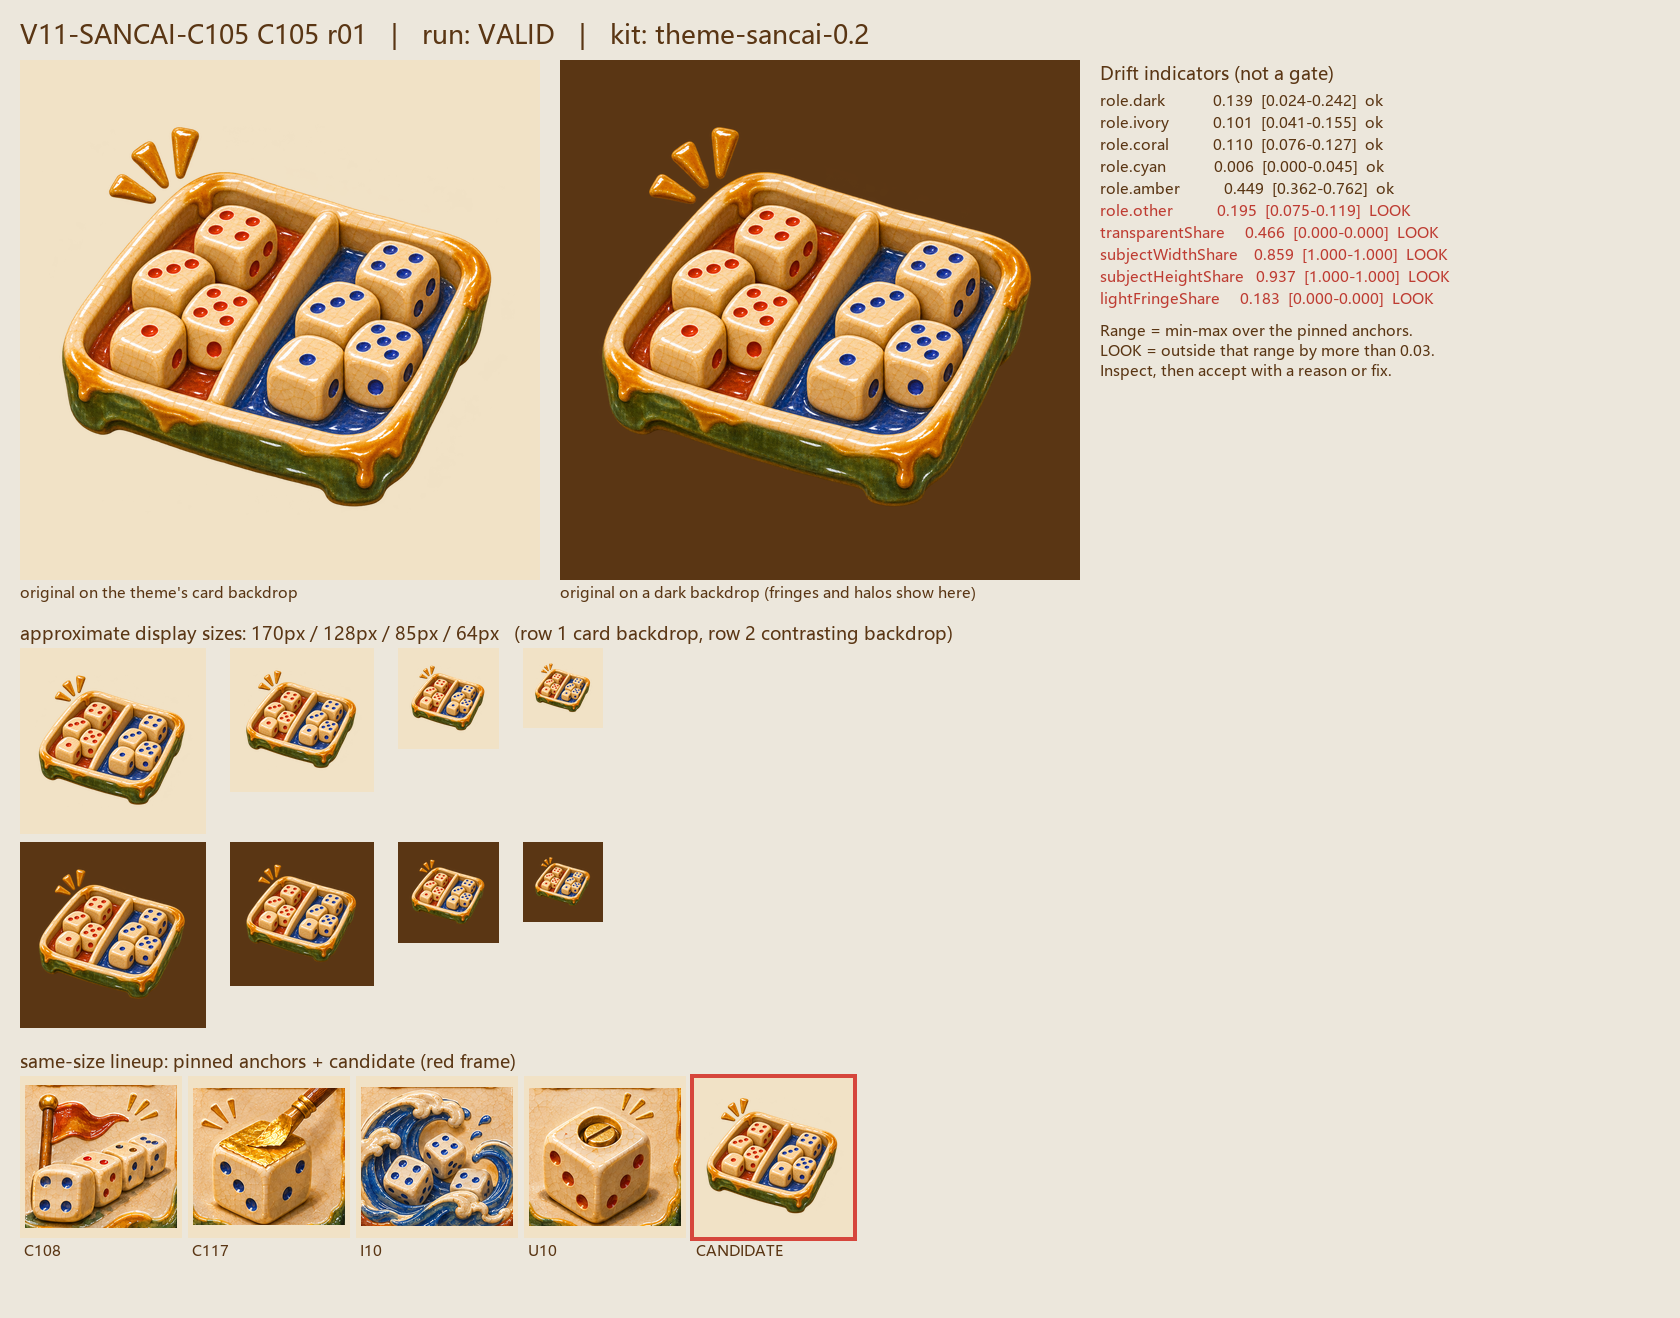 V11-SANCAI-C105 C105 r01 | run: VALID | kit: theme-sancai-0.2
Drift indicators (not a gate)
role.dark 0.139 [0.024-0.242] ok
role.ivory 0.101 [0.041-0.155] ok
role.coral 0.110 [0.076-0.127] ok
role.cyan 0.006 [0.000-0.045] ok
role.amber 0.449 [0.362-0.762] ok
role.other 0.195 [0.075-0.119] LOOK
transparentShare 0.466 [0.000-0.000] LOOK
subjectWidthShare 0.859 [1.000-1.000] LOOK
subjectHeightShare 0.937 [1.000-1.000] LOOK
lightFringeShare 0.183 [0.000-0.000] LOOK
Range = min-max over the pinned anchors.
LOOK = outside that range by more than 0.03.
Inspect, then accept with a reason or fix.
original on the theme's card backdrop
original on a dark backdrop (fringes and halos show here)
approximate display sizes: 170px / 128px / 85px / 64px (row 1 card backdrop, row 2 contrasting backdrop)
same-size lineup: pinned anchors + candidate (red frame)
C108
C117
I10
U10
CANDIDATE